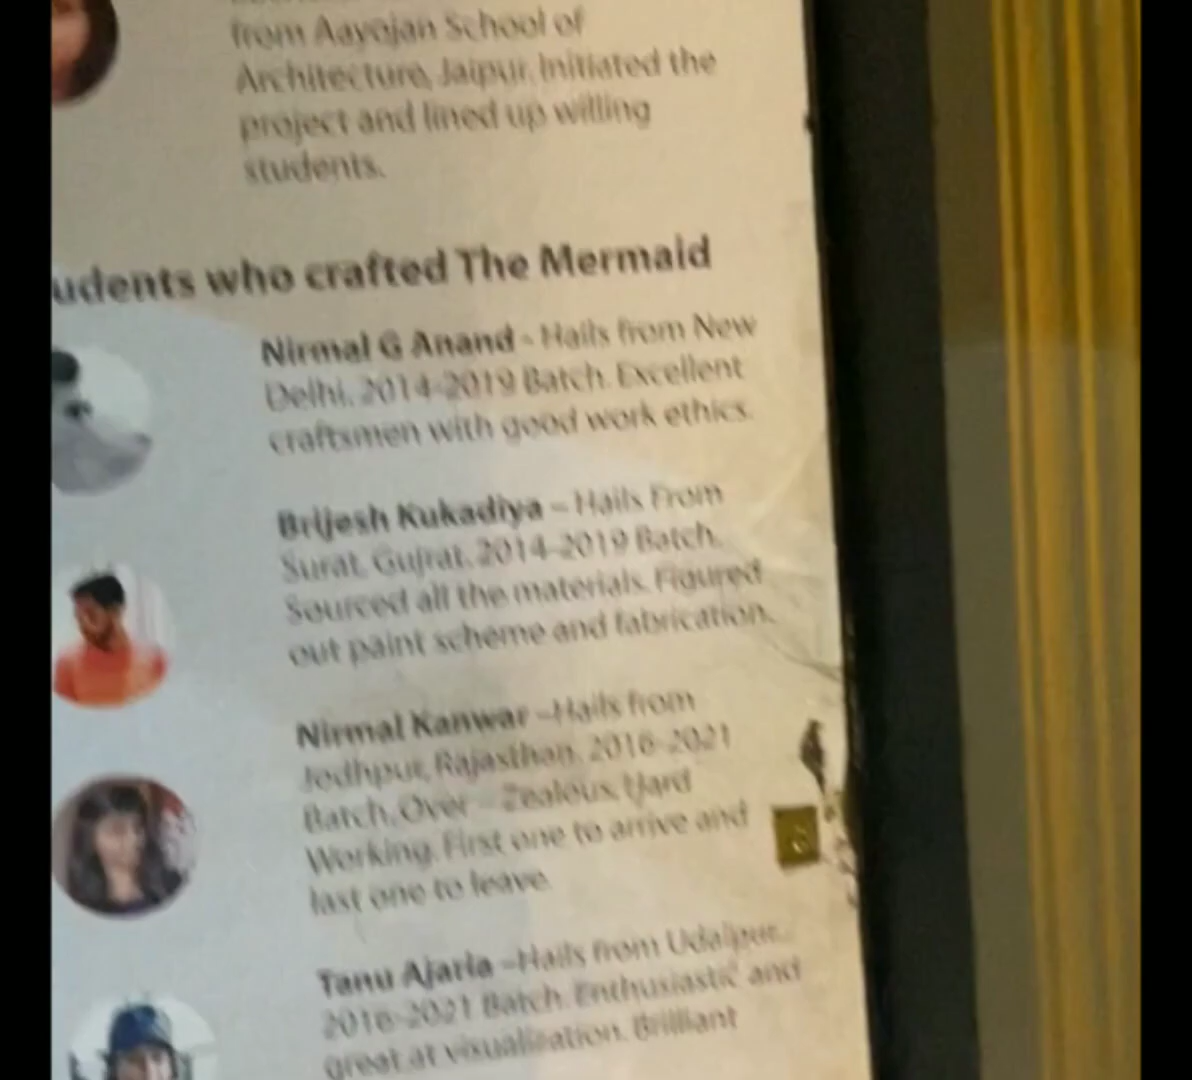 from Aayojan School of
Architecture, Jaipur. Initiated the
project and lined up willing
students.
udents who crafted The Mermaid
Nirmal G Anand - Hails from New
Delhi. 2014-2019 Batch. Excellent
craftsmen with good work ethics.
Brijesh Kukadiya – Hails From
Surat, Gujrat. 2014-2019 Batch.
Sourced all the materials. Figured
out paint scheme and fabrication.
Nirmal Kanwar –Hails from
Jodhpur, Rajasthan. 2016-2021
Batch. Over – Zealous, Hard
Working. First one to arrive and
last one to leave.
Tanu Ajaria –Hails from Udaipur.
2016-2021 Batch. Enthusiastic and
great at visualization. Brilliant